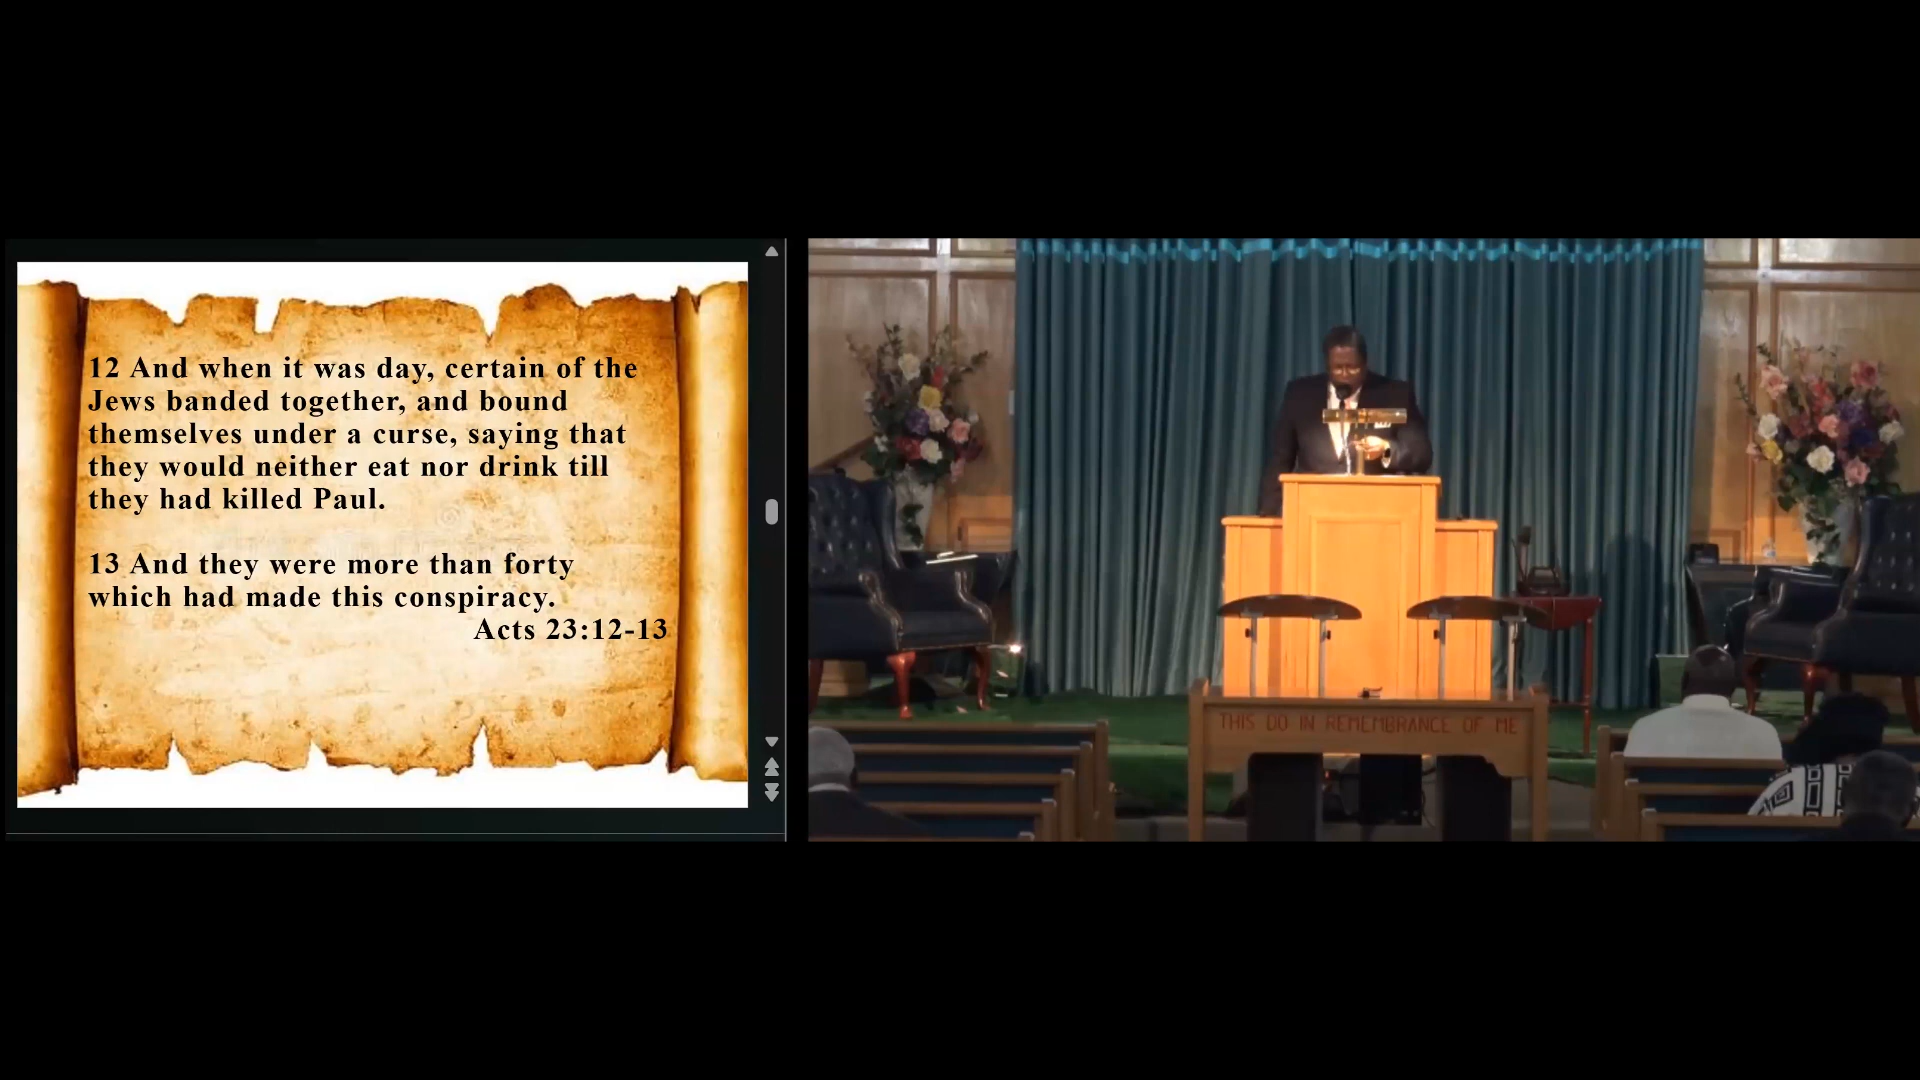 12 And when it was day, certain of the
Jews banded together, and bound
themselves under a curse, saying that
they would neither eat nor drink till
they had killed Paul.
13 And they were more than forty
which had made this conspiracy.
Acts 23:12-13
THIS DO IN REMEMBRANCE OF ME